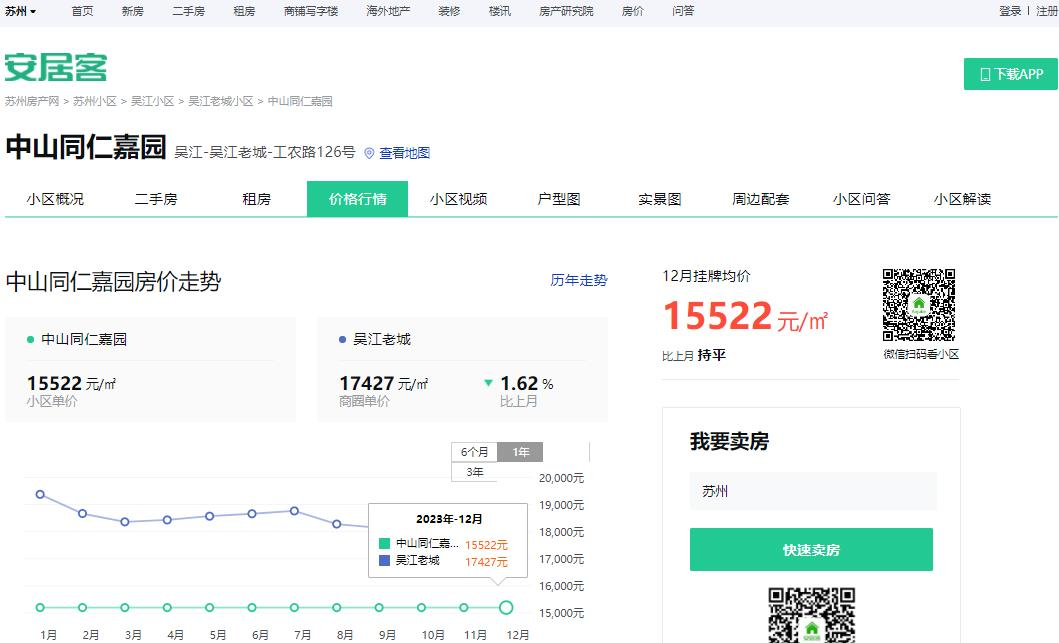 苏州 首页 新房 二手房 租房 商铺写字楼 海外地产 装修 楼讯 房产研究院 房价 问答 登录 | 注册
安居客
下载APP
苏州房产网 > 苏州小区 > 吴江小区 > 吴江老城小区 > 中山同仁嘉园
中山同仁嘉园 吴江-吴江老城-工农路126号 查看地图
小区概况 二手房 租房 价格行情 小区视频 户型图 实景图 周边配套 小区问答 小区解读
中山同仁嘉园房价走势 历年走势
中山同仁嘉园
15522 元/㎡
小区单价
吴江老城
17427 元/㎡ 1.62 %
商圈单价 比上月
6个月 1年
3年
20,000元
19,000元
18,000元
17,000元
16,000元
15,000元
2023年-12月
中山同仁嘉... 15522元
吴江老城 17427元
1月 2月 3月 4月 5月 6月 7月 8月 9月 10月 11月 12月
12月挂牌均价
15522 元/㎡
比上月 持平
微信扫码看小区
我要卖房
苏州
快速卖房